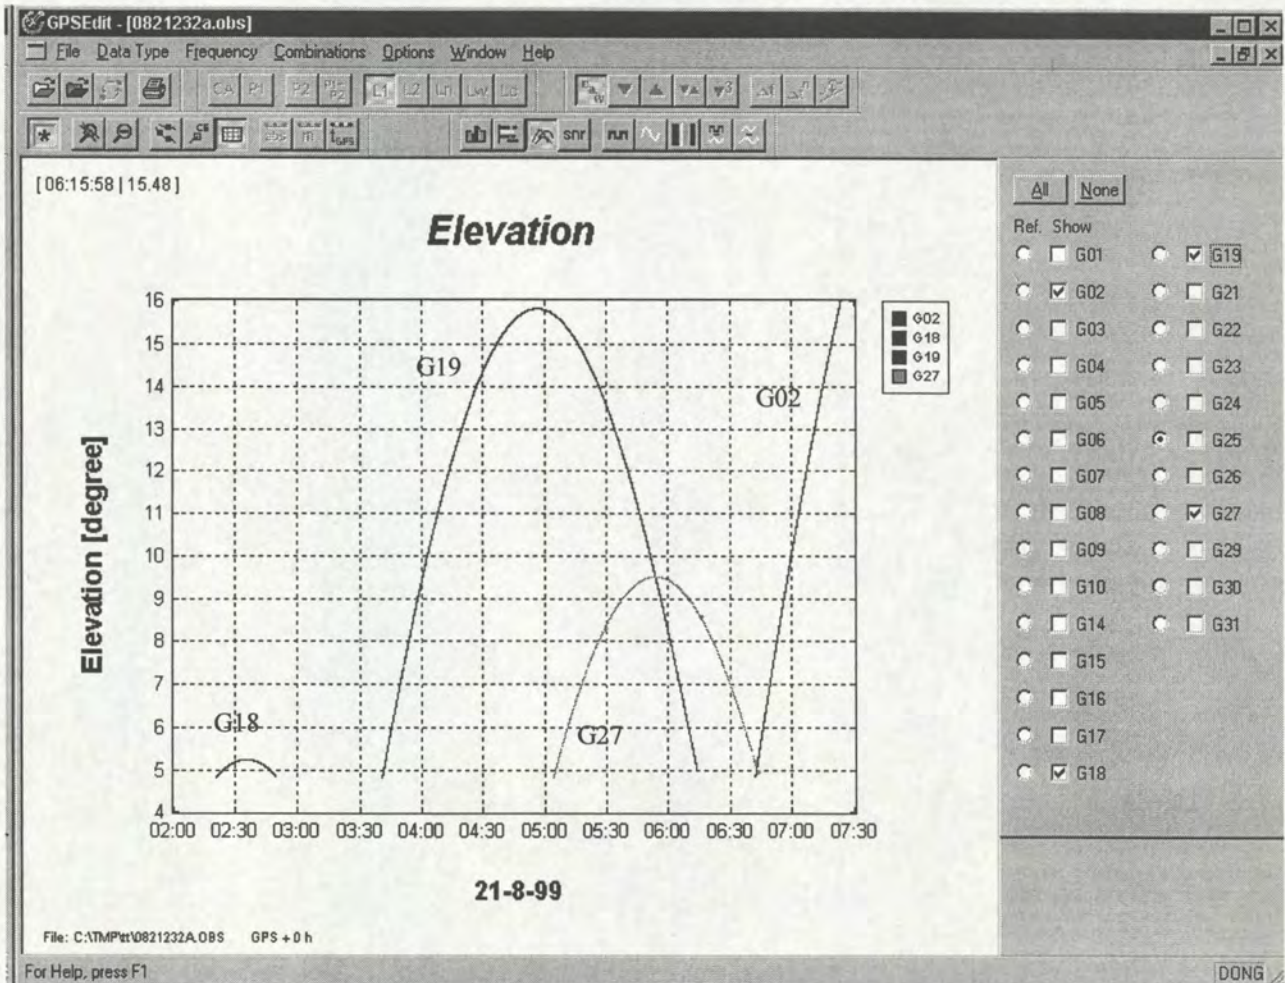 GPSEdit - [0821232a.obs]
File Data Type Frequency Combinations Options Window Help
CA P1 P2 P1-P2 L1 L2 Ln Lw Lc
CB obs m tGPS snr
[ 06:15:58 | 15.48 ]
Elevation
Elevation [degree]
16
15
14
13
12
11
10
9
8
7
6
5
4
G19
G02
G18
G27
02:00 02:30 03:00 03:30 04:00 04:30 05:00 05:30 06:00 06:30 07:00 07:30
21-8-99
G02
G18
G19
G27
File: C:\TMP\tt\0821232A.OBS GPS + 0 h
All None
Ref. Show
G01 G19
G02 G21
G03 G22
G04 G23
G05 G24
G06 G25
G07 G26
G08 G27
G09 G29
G10 G30
G14 G31
G15
G16
G17
G18
For Help, press F1
DONG